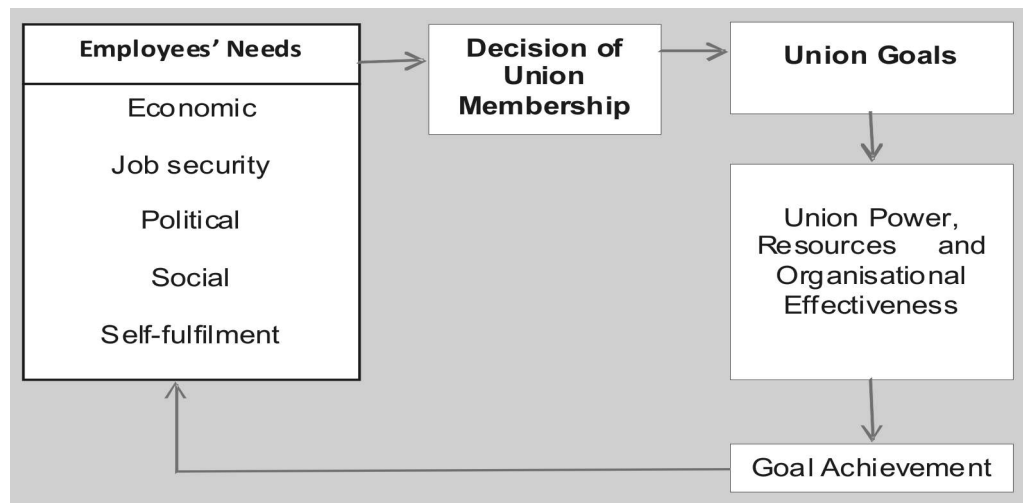 Employees’ Needs
Economic
Job security
Political
Social
Self-fulfilment
Decision of
Union
Membership
Union Goals
Union Power,
Resources and
Organisational
Effectiveness
Goal Achievement